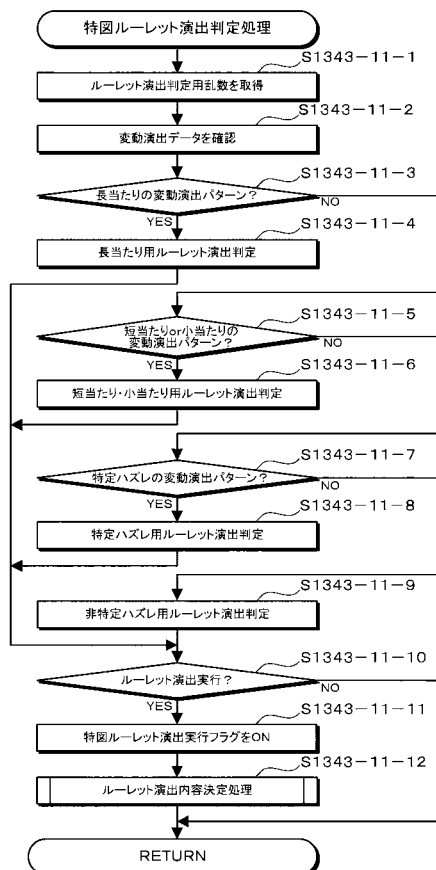 特図ルーレット演出判定処理
S1343-11-1
ルーレット演出判定用乱数を取得
S1343-11-2
変動演出データを確認
S1343-11-3
長当たりの変動演出パターン?
NO
YES
S1343-11-4
長当たり用ルーレット演出判定
S1343-11-5
短当たりor小当たりの
変動演出パターン?
NO
YES
S1343-11-6
短当たり・小当たり用ルーレット演出判定
S1343-11-7
特定ハズレの変動演出パターン?
NO
YES
S1343-11-8
特定ハズレ用ルーレット演出判定
S1343-11-9
非特定ハズレ用ルーレット演出判定
S1343-11-10
ルーレット演出実行?
NO
YES
S1343-11-11
特図ルーレット演出実行フラグをON
S1343-11-12
ルーレット演出内容決定処理
RETURN